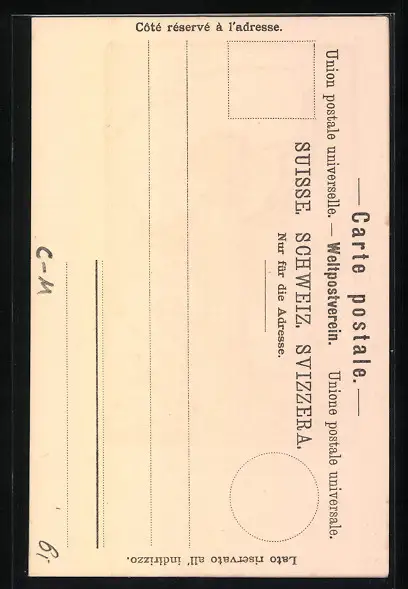 — Carte postale. —
Union postale universelle. — Weltpostverein. Unione postale universale.
SUISSE. SCHWEIZ. SVIZZERA.
Nur für die Adresse.
Côté réservé à l'adresse.
Lato riservato all' indirizzo.
C-M